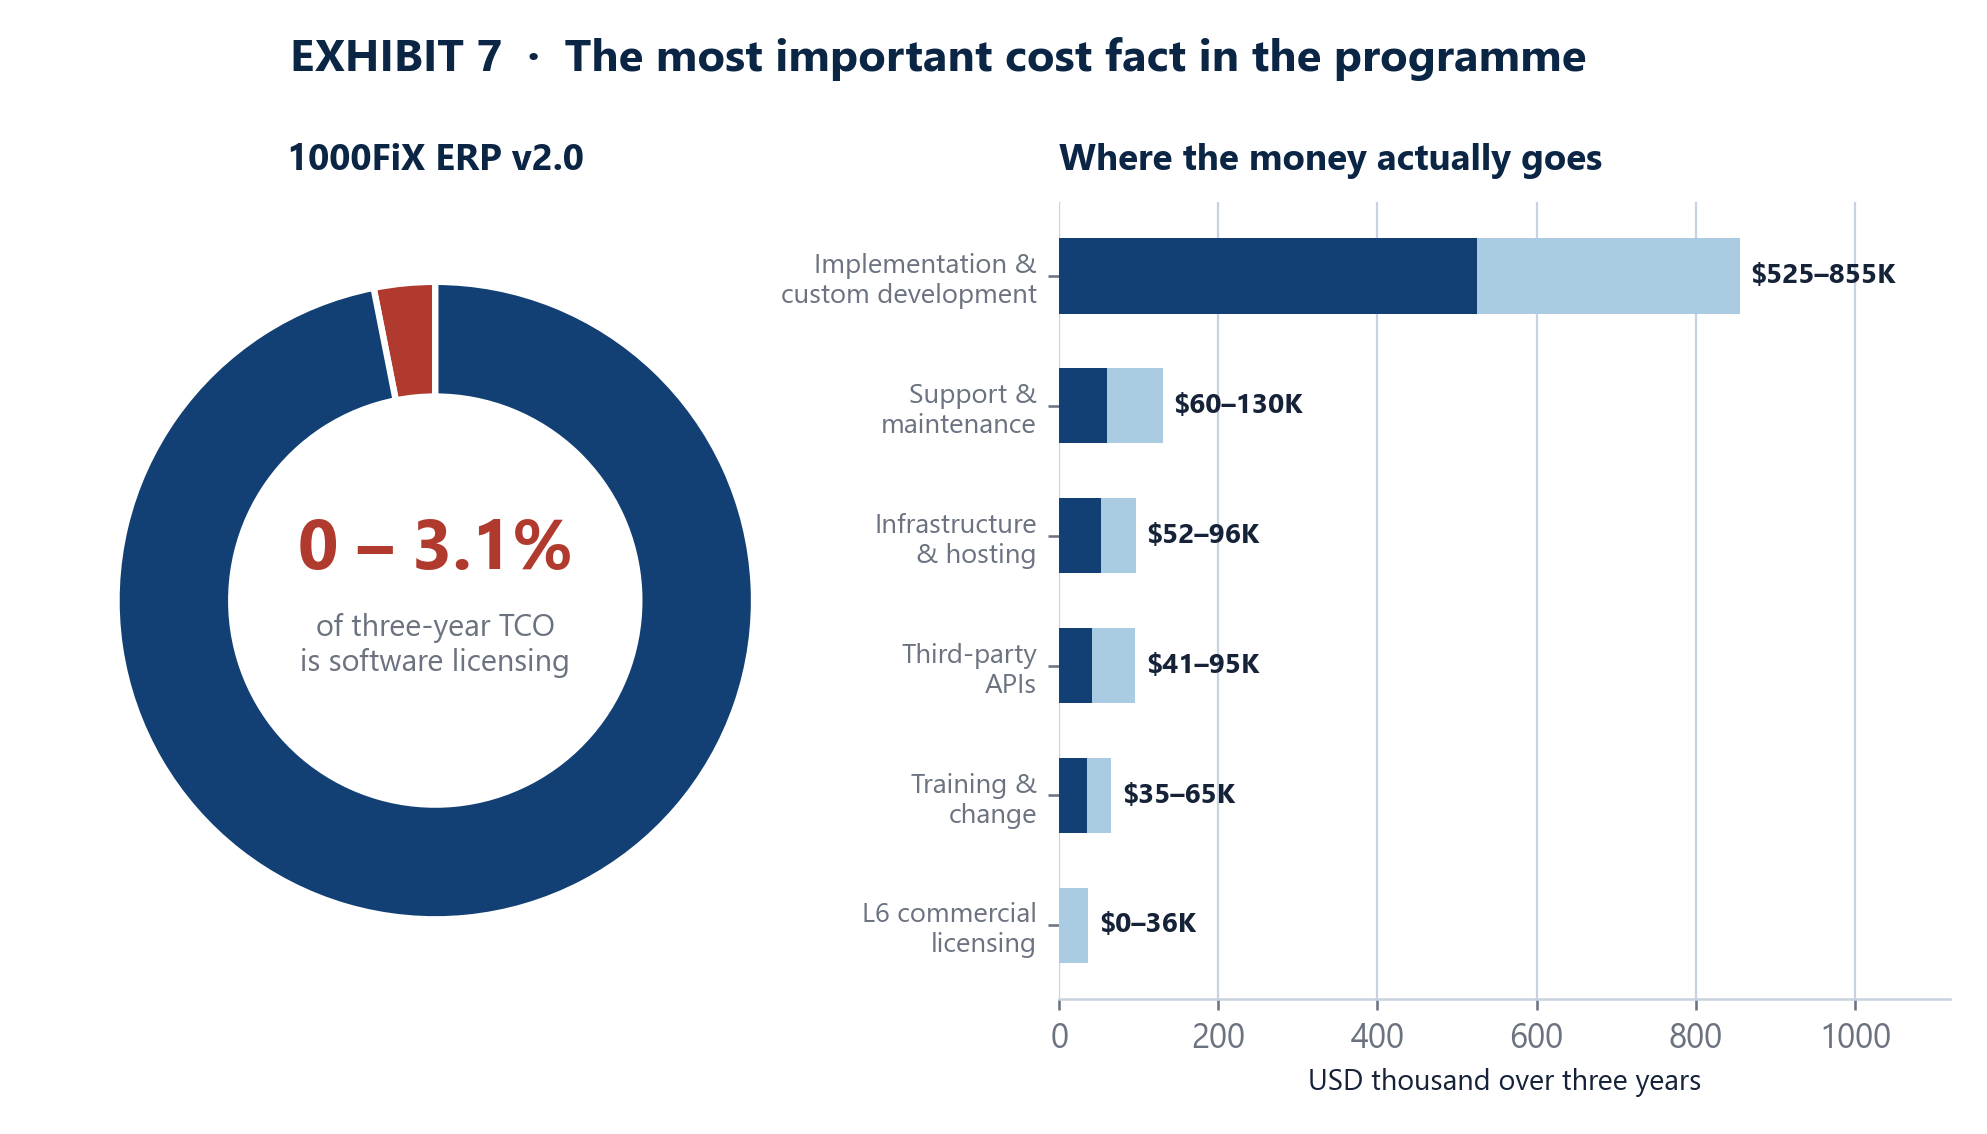 EXHIBIT 7 · The most important cost fact in the programme
1000FiX ERP v2.0
0 – 3.1%
of three-year TCO
is software licensing
Where the money actually goes
Implementation &
custom development
$525–855K
Support &
maintenance
$60–130K
Infrastructure
& hosting
$52–96K
Third-party
APIs
$41–95K
Training &
change
$35–65K
L6 commercial
licensing
$0–36K
0 200 400 600 800 1000
USD thousand over three years